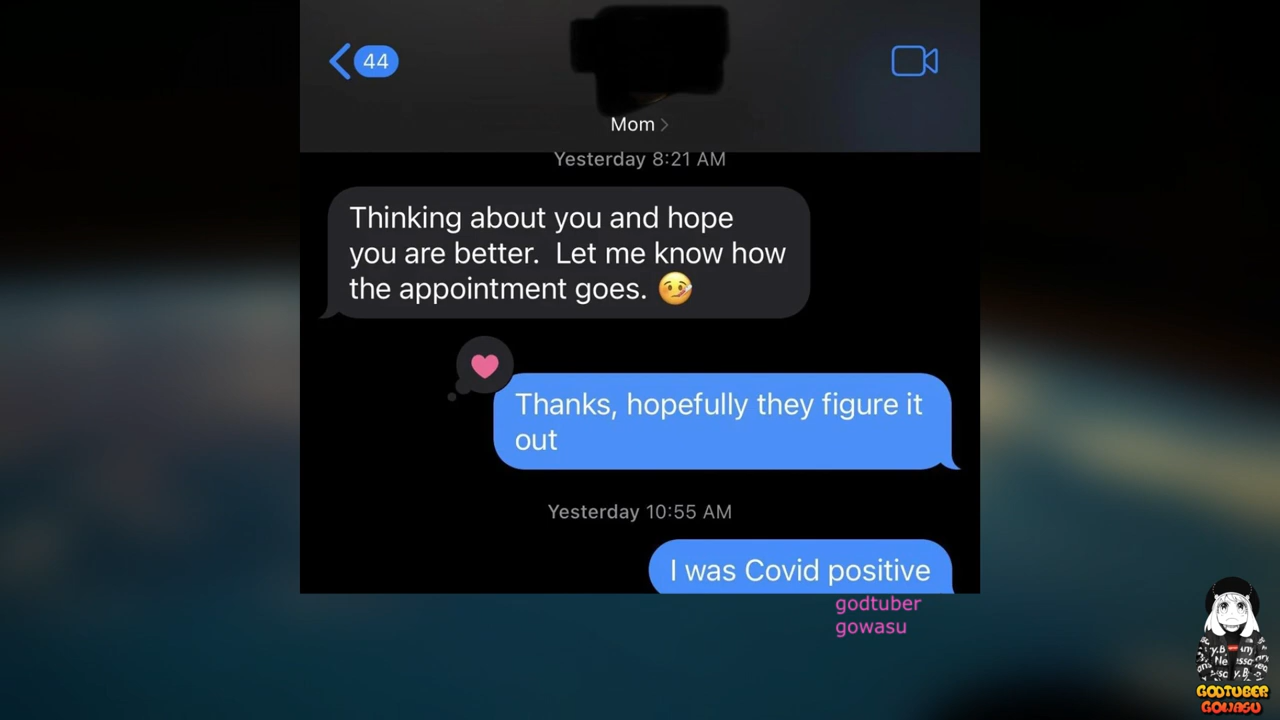 44
Mom
Yesterday 8:21 AM
Thinking about you and hope
you are better. Let me know how
the appointment goes. 🤒
Thanks, hopefully they figure it
out
Yesterday 10:55 AM
I was Covid positive
godtuber
gowasu
GODTUBER
GOWASU